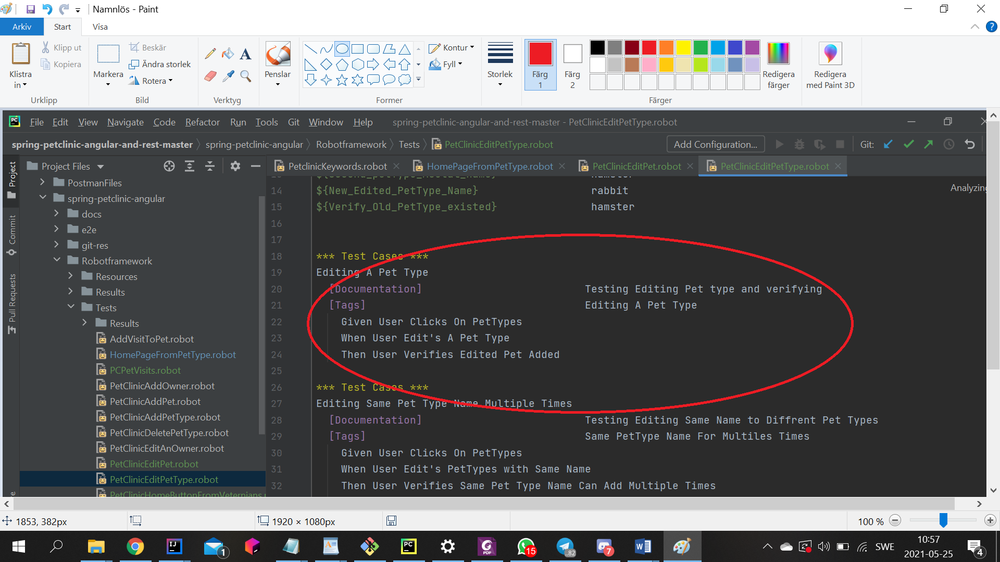 Namnlös - Paint
Arkiv Start Visa
Klistra in
Klipp ut
Kopiera
Urklipp
Markera
Beskär
Ändra storlek
Rotera
Bild
A
Verktyg
Penslar
Former
Kontur
Fyll
Storlek
Färg 1
Färg 2
Färger
Redigera färger
Redigera med Paint 3D
PC File Edit View Navigate Code Refactor Run Tools Git Window Help spring-petclinic-angular-and-rest-master - PetClinicEditPetType.robot
spring-petclinic-angular-and-rest-master spring-petclinic-angular Robotframework Tests PetClinicEditPetType.robot Add Configuration... Git:
Project
Commit
Pull Requests
Project Files
PostmanFiles
spring-petclinic-angular
docs
e2e
git-res
Robotframework
Resources
Results
Tests
Results
AddVisitToPet.robot
HomePageFromPetType.robot
PCPetVisits.robot
PetClinicAddOwner.robot
PetClinicAddPet.robot
PetClinicAddPetType.robot
PetClinicDeletePetType.robot
PetClinicEditAnOwner.robot
PetClinicEditPet.robot
PetClinicEditPetType.robot
PetClinicHomeButtonFromVeternians.r
PetclinicKeywords.robot HomePageFromPetType.robot PetClinicEditPet.robot PetClinicEditPetType.robot
Analyzing
14 ${New_Edited_PetType_Name} rabbit
15 ${Verify_Old_PetType_existed} hamster
16
17
18 *** Test Cases ***
19 Editing A Pet Type
20 [Documentation] Testing Editing Pet type and verifying
21 [Tags] Editing A Pet Type
22 Given User Clicks On PetTypes
23 When User Edit's A Pet Type
24 Then User Verifies Edited Pet Added
25
26 *** Test Cases ***
27 Editing Same Pet Type Name Multiple Times
28 [Documentation] Testing Editing Same Name to Diffrent Pet Types
29 [Tags] Same PetType Name For Multiles Times
30 Given User Clicks On PetTypes
31 When User Edit's PetTypes with Same Name
32 Then User Verifies Same Pet Type Name Can Add Multiple Times
1853, 382px 1920 × 1080px 100 %
IJ 1 PC PDF 15 ..82 7 W SWE 10:57
2021-05-25 4